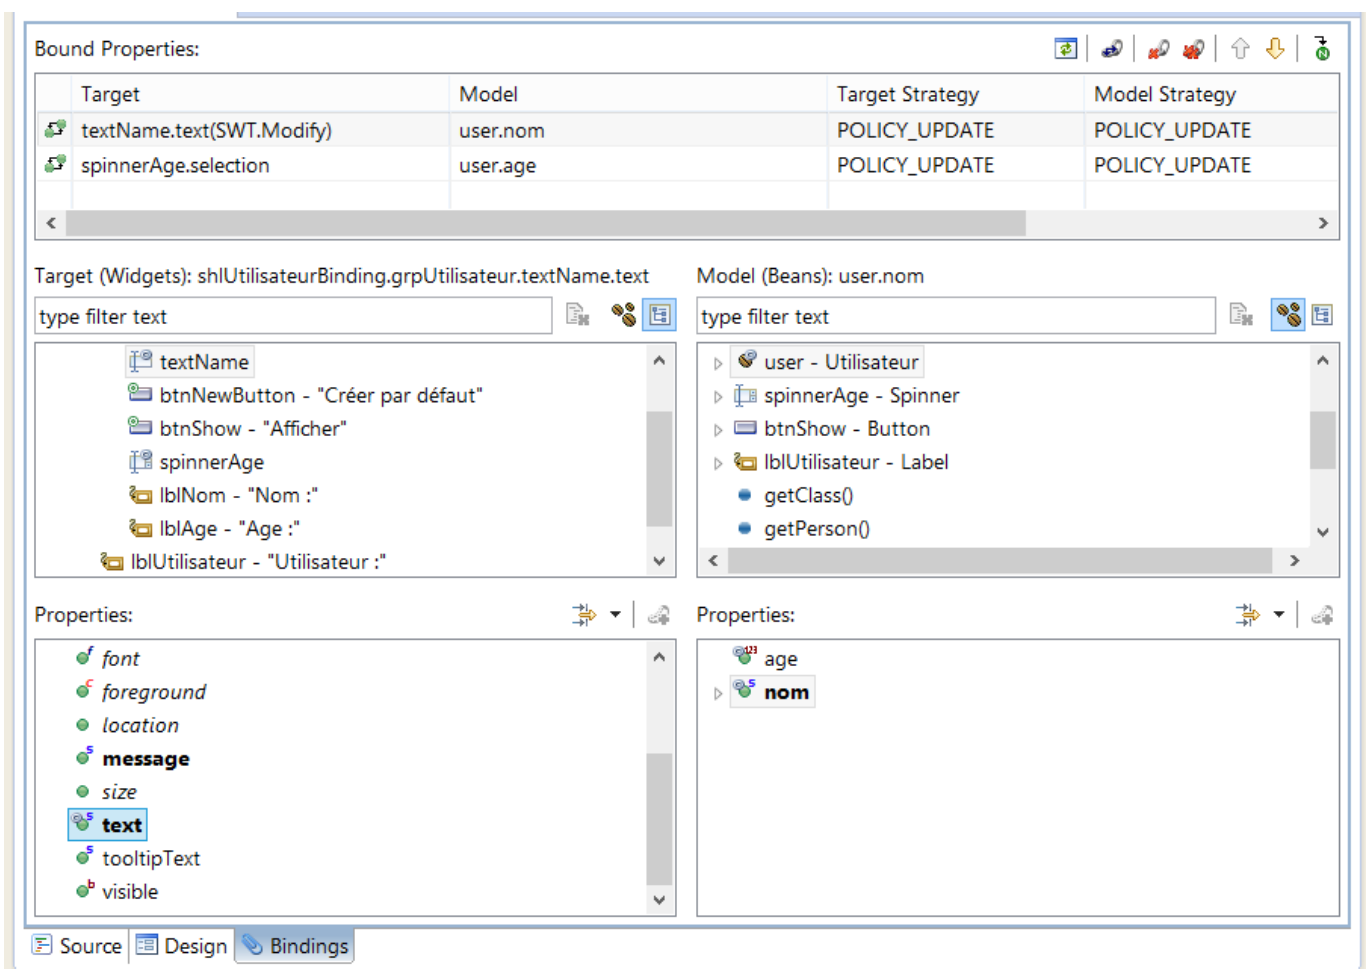 Bound Properties:
Target Model Target Strategy Model Strategy
textName.text(SWT.Modify) user.nom POLICY_UPDATE POLICY_UPDATE
spinnerAge.selection user.age POLICY_UPDATE POLICY_UPDATE
Target (Widgets): shlUtilisateurBinding.grpUtilisateur.textName.text
type filter text
textName
btnNewButton - "Créer par défaut"
btnShow - "Afficher"
spinnerAge
lblNom - "Nom :"
lblAge - "Age :"
lblUtilisateur - "Utilisateur :"
Model (Beans): user.nom
type filter text
user - Utilisateur
spinnerAge - Spinner
btnShow - Button
lblUtilisateur - Label
getClass()
getPerson()
Properties:
font
foreground
location
message
size
text
tooltipText
visible
Properties:
age
nom
Source Design Bindings